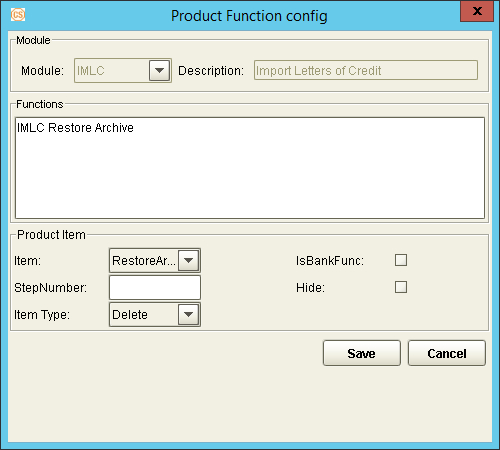 CS
Product Function config
X
Module
Module: IMLC Description: Import Letters of Credit
Functions
IMLC Restore Archive
Product Item
Item: RestoreAr... IsBankFunc:
StepNumber: Hide:
Item Type: Delete
Save Cancel